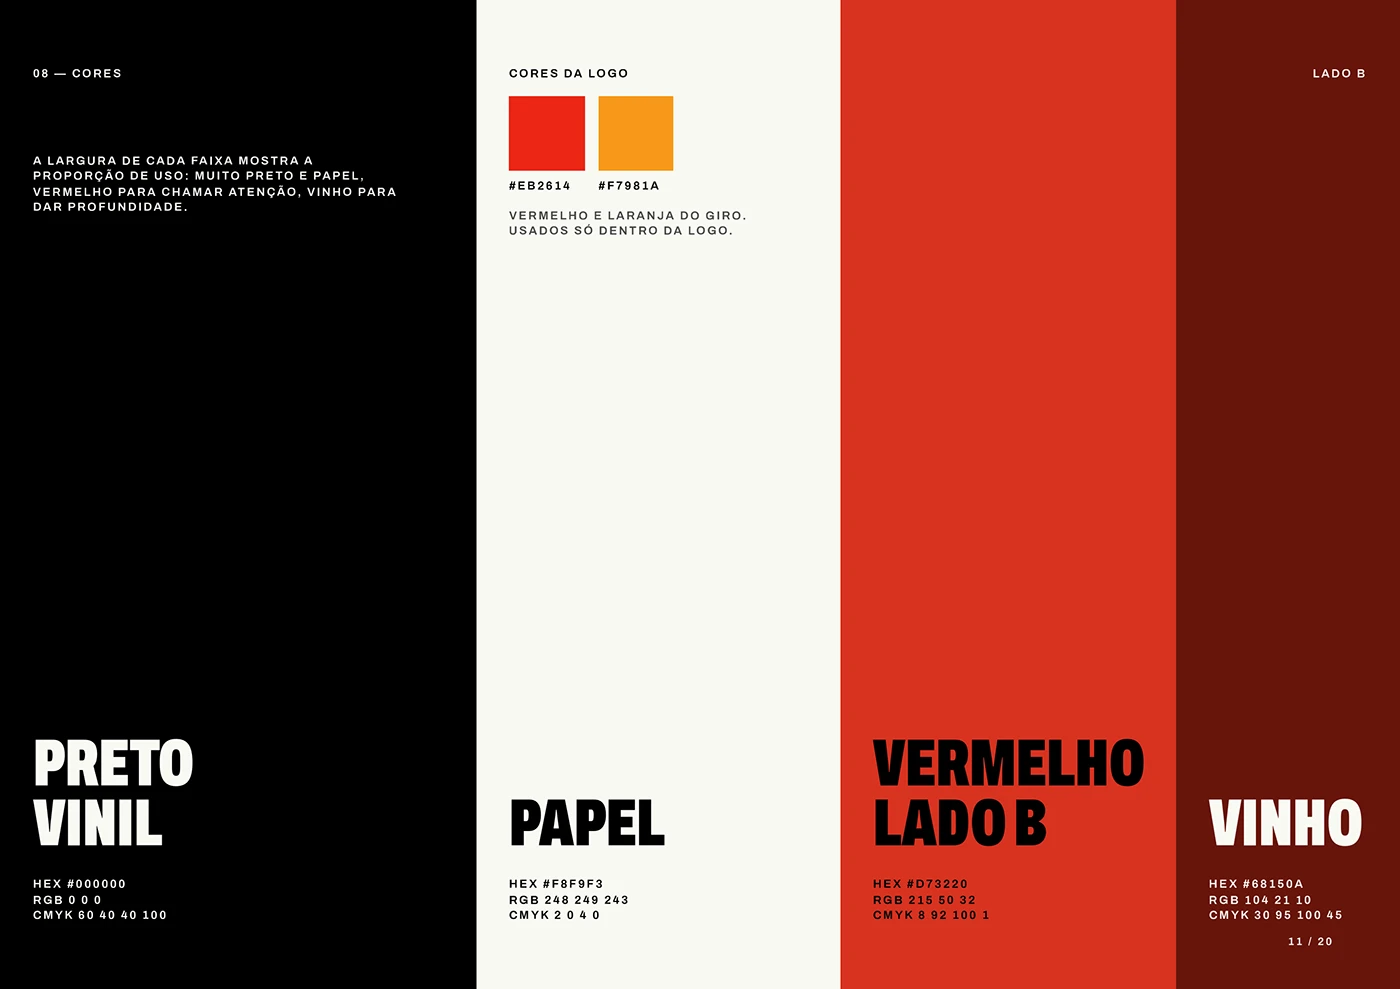 08 — CORES
A LARGURA DE CADA FAIXA MOSTRA A
PROPORÇÃO DE USO: MUITO PRETO E PAPEL,
VERMELHO PARA CHAMAR ATENÇÃO, VINHO PARA
DAR PROFUNDIDADE.
PRETO
VINIL
HEX #000000
RGB 0 0 0
CMYK 60 40 40 100
CORES DA LOGO
#EB2614
#F7981A
VERMELHO E LARANJA DO GIRO.
USADOS SÓ DENTRO DA LOGO.
PAPEL
HEX #F8F9F3
RGB 248 249 243
CMYK 2 0 4 0
VERMELHO
LADO B
HEX #D73220
RGB 215 50 32
CMYK 8 92 100 1
LADO B
VINHO
HEX #68150A
RGB 104 21 10
CMYK 30 95 100 45
11 / 20